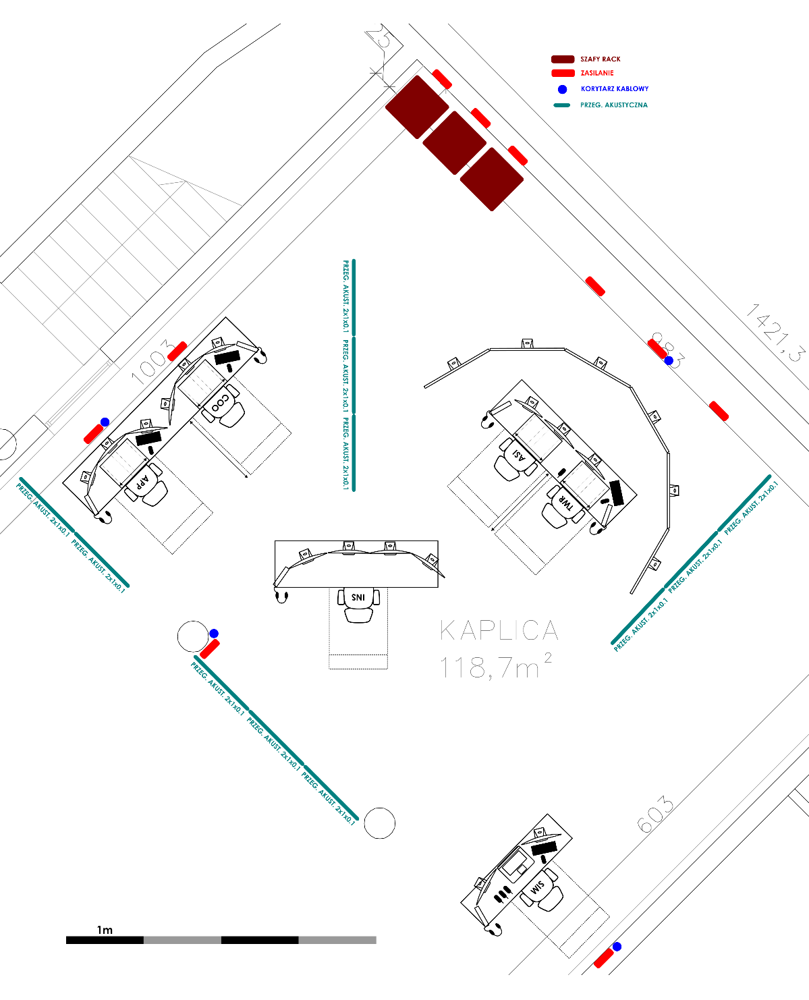 25
SZAFY RACK
ZASILANIE
KORYTARZ KABLOWY
PRZEG. AKUSTYCZNA
1421,3
983
1003
PRZEG. AKUST. 2x1x0.1
PRZEG. AKUST. 2x1x0.1
PRZEG. AKUST. 2x1x0.1
COO
APP
ASI
TWR
PRZEG. AKUST. 2x1x0.1
PRZEG. AKUST. 2x1x0.1
PRZEG. AKUST. 2x1x0.1
PRZEG. AKUST. 2x1x0.1
PRZEG. AKUST. 2x1x0.1
SNI
KAPLICA
118,7m²
PRZEG. AKUST. 2x1x0.1
PRZEG. AKUST. 2x1x0.1
PRZEG. AKUST. 2x1x0.1
603
WIS
1m